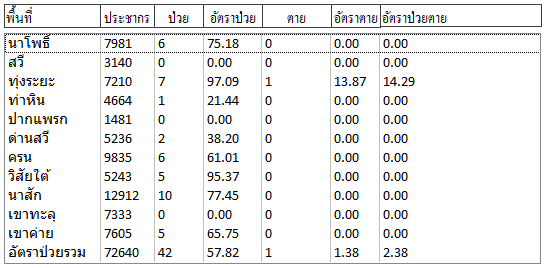 พื้นที่ ประชากร ป่วย อัตราป่วย ตาย อัตราตาย อัตราป่วยตาย
นาโพธิ์ 7981 6 75.18 0 0.00 0.00
สวี 3140 0 0.00 0 0.00 0.00
ทุ่งระยะ 7210 7 97.09 1 13.87 14.29
ท่าหิน 4664 1 21.44 0 0.00 0.00
ปากแพรก 1481 0 0.00 0 0.00 0.00
ด่านสวี 5236 2 38.20 0 0.00 0.00
ครน 9835 6 61.01 0 0.00 0.00
วิสัยใต้ 5243 5 95.37 0 0.00 0.00
นาสัก 12912 10 77.45 0 0.00 0.00
เขาทะลุ 7333 0 0.00 0 0.00 0.00
เขาค่าย 7605 5 65.75 0 0.00 0.00
อัตราป่วยรวม 72640 42 57.82 1 1.38 2.38